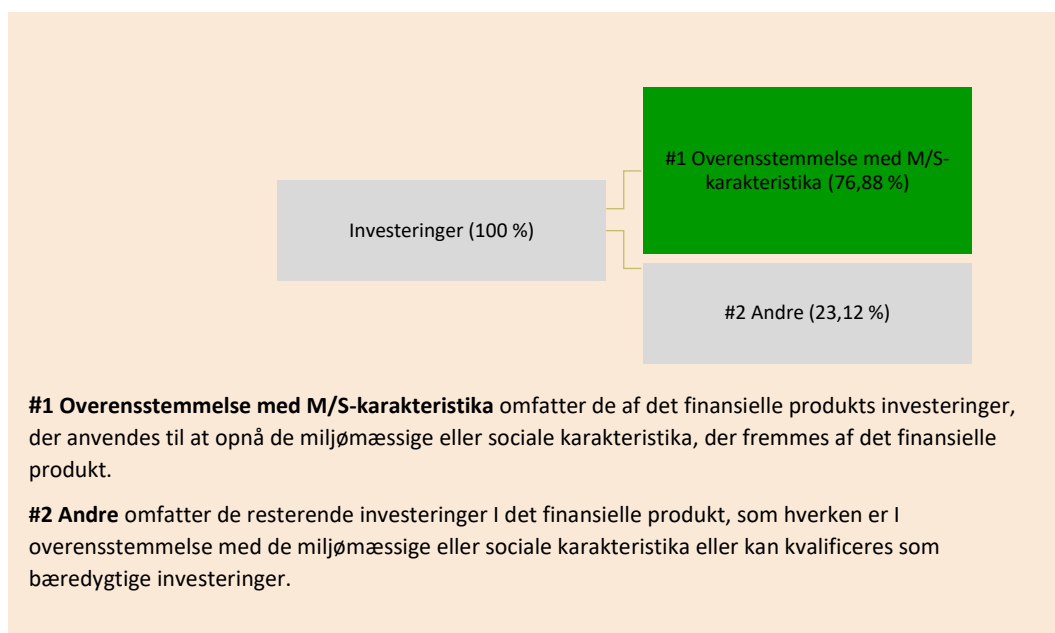 #1 Overensstemmelse med M/S-
karakteristika (76,88 %)
Investeringer (100 %)
#2 Andre (23,12 %)
#1 Overensstemmelse med M/S-karakteristika omfatter de af det finansielle produkts investeringer,
der anvendes til at opnå de miljømæssige eller sociale karakteristika, der fremmes af det finansielle
produkt.
#2 Andre omfatter de resterende investeringer I det finansielle produkt, som hverken er I
overensstemmelse med de miljømæssige eller sociale karakteristika eller kan kvalificeres som
bæredygtige investeringer.